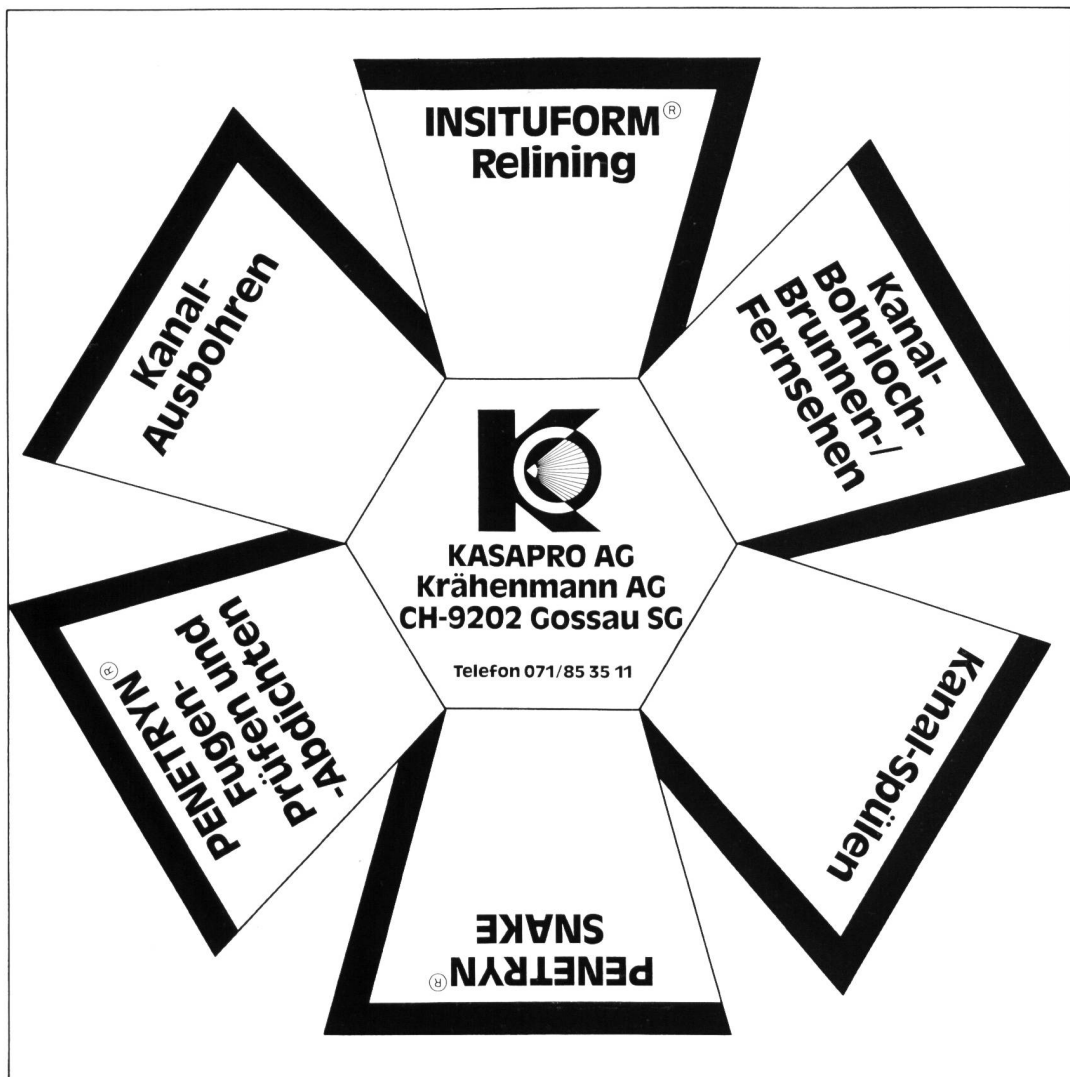 INSITUFORM®
Relining
Kanal-
Bohrloch-
Brunnen-/
Fernsehen
Kanal-Spülen
PENETRYN®
SNAKE
PENETRYN®
Fugen-
Prüfen und
-Abdichten
Kanal-
Ausbohren
K
KASAPRO AG
Krähenmann AG
CH-9202 Gossau SG
Telefon 071/85 35 11